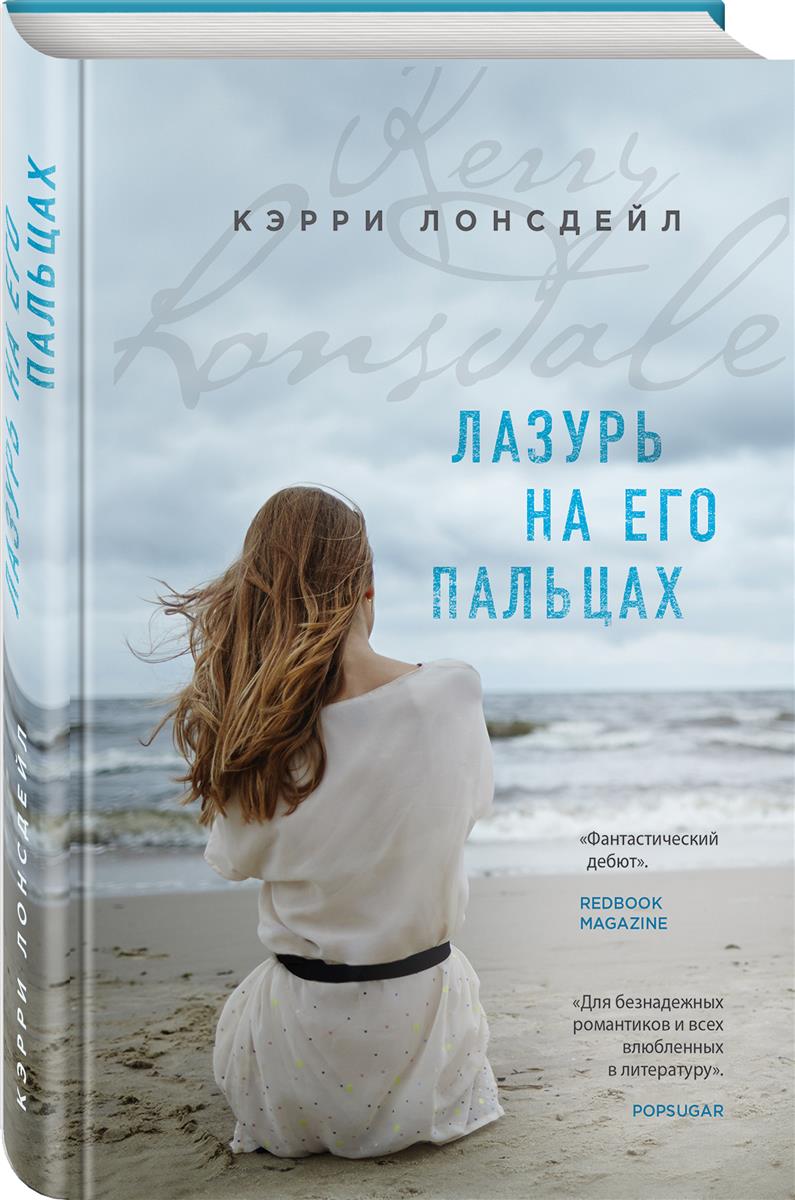 Kerry
Lonsdale
КЭРРИ ЛОНСДЕЙЛ
ЛАЗУРЬ
НА ЕГО
ПАЛЬЦАХ
«Фантастический
дебют».
REDBOOK
MAGAZINE
«Для безнадежных
романтиков и всех
влюбленных
в литературу».
POPSUGAR
ЛАЗУРЬ НА ЕГО
ПАЛЬЦАХ
КЭРРИ ЛОНСДЕЙЛ